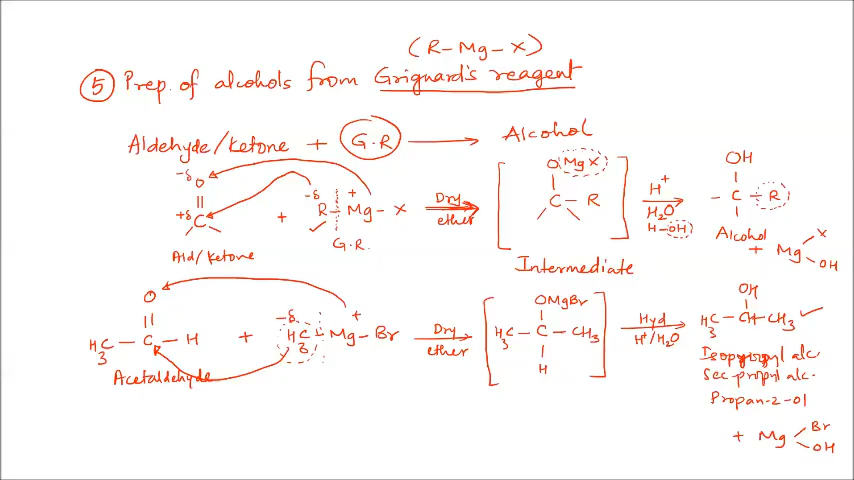 (R-Mg-X)
⑤ Prep. of alcohols from Grignard's reagent
Aldehyde/Ketone + G.R ⟶ Alcohol
-δ O || +δ C + -δ R - + Mg - X Dry ether [ O MgX | C - R ] H+ H2O H-OH OH | - C - R |
Ald/Ketone G.R. Intermediate Alcohol + Mg X OH
O || H3C - C - H + -δ H3C - + Mg - Br Dry ether [ OMgBr | H3C - C - CH3 | H ] Hyd H+/H2O OH | H3C - CH - CH3 ✓
Acetaldehyde
Isopropyl alc.
Sec-propyl alc.
Propan-2-ol
+ Mg Br OH